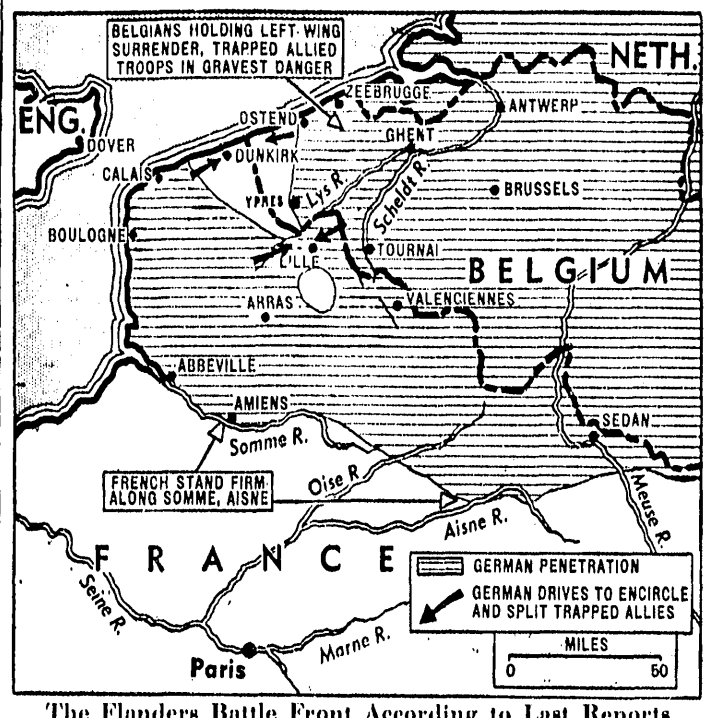 BELGIANS HOLDING LEFT WING
SURRENDER, TRAPPED ALLIED
TROOPS IN GRAVEST DANGER
NETH.
ENG.
ZEEBRUGGE
ANTWERP
OSTEND
GHENT
DOVER
DUNKIRK
CALAIS
Lys R.
Scheldt R.
BRUSSELS
YPRES
BOULOGNE
TOURNAI
LILLE
BELGIUM
ARRAS
VALENCIENNES
ABBEVILLE
AMIENS
SEDAN
Somme R.
FRENCH STAND FIRM
ALONG SOMME, AISNE
Oise R
Meuse R.
Aisne R.
FRANCE
Seine R.
GERMAN PENETRATION
GERMAN DRIVES TO ENCIRCLE
AND SPLIT TRAPPED ALLIES
Marne R.
Paris
MILES
0 50
The Flanders Battle Front According to Last Reports